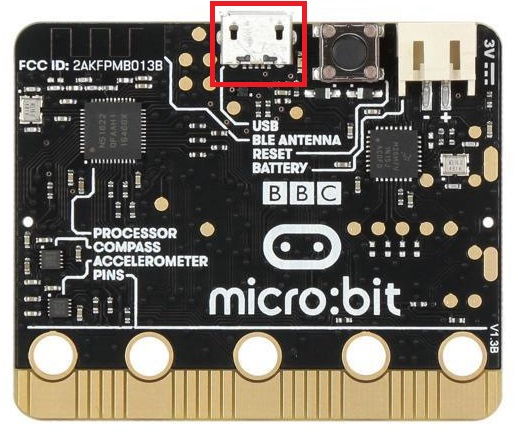 FCC ID: 2AKFPMB013B
3V
USB
BLE ANTENNA
RESET
BATTERY
BBC
PROCESSOR
COMPASS
ACCELEROMETER
PINS
micro:bit
V1.3B